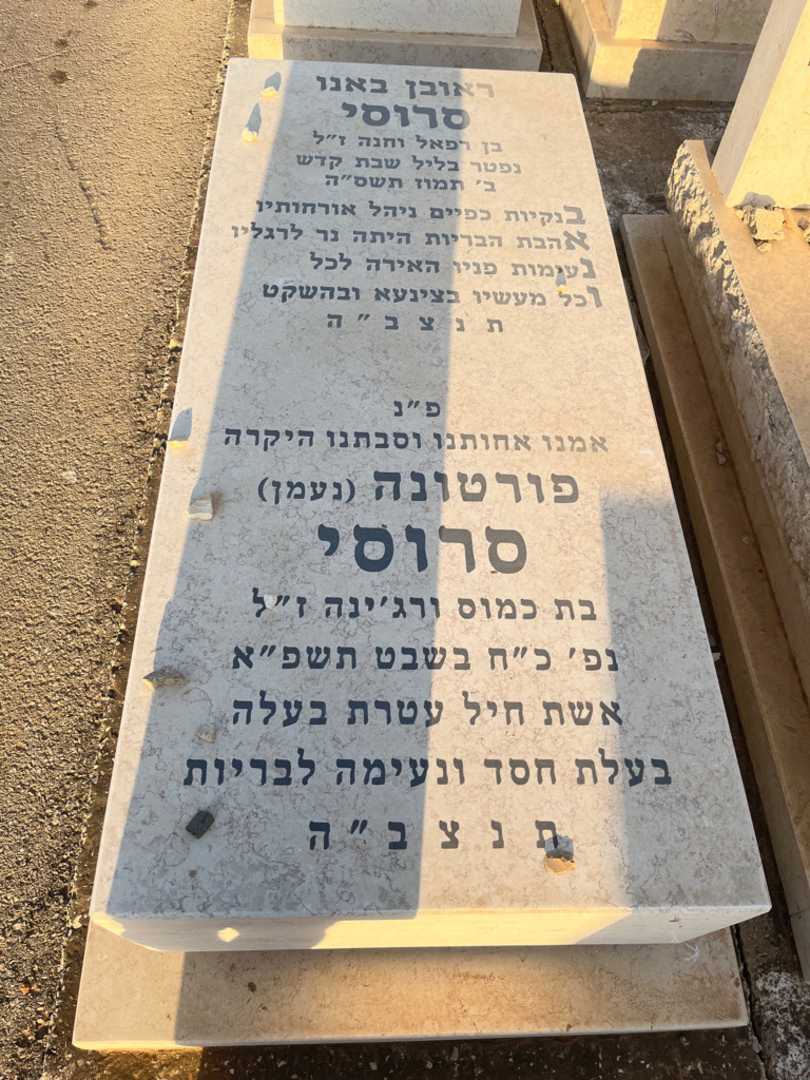 ראובן באנו
סרוסי
בן רפאל וחנה ז״ל
נפטר בליל שבת קדש
ב׳ תמוז תשס״ה
בנקיות כפיים ניהל אורחותיו
אהבת הבריות היתה נר לרגליו
נעימות פניו האירה לכל
וכל מעשיו בצינעא ובהשקט
ת נ צ ב ״ ה
פ״נ
אמנו אחותנו וסבתנו היקרה
פורטונה (נעמן)
סרוסי
בת כמוס ורג׳ינה ז״ל
נפ׳ כ״ח בשבט תשפ״א
אשת חיל עטרת בעלה
בעלת חסד ונעימה לבריות
ת נ צ ב ״ ה